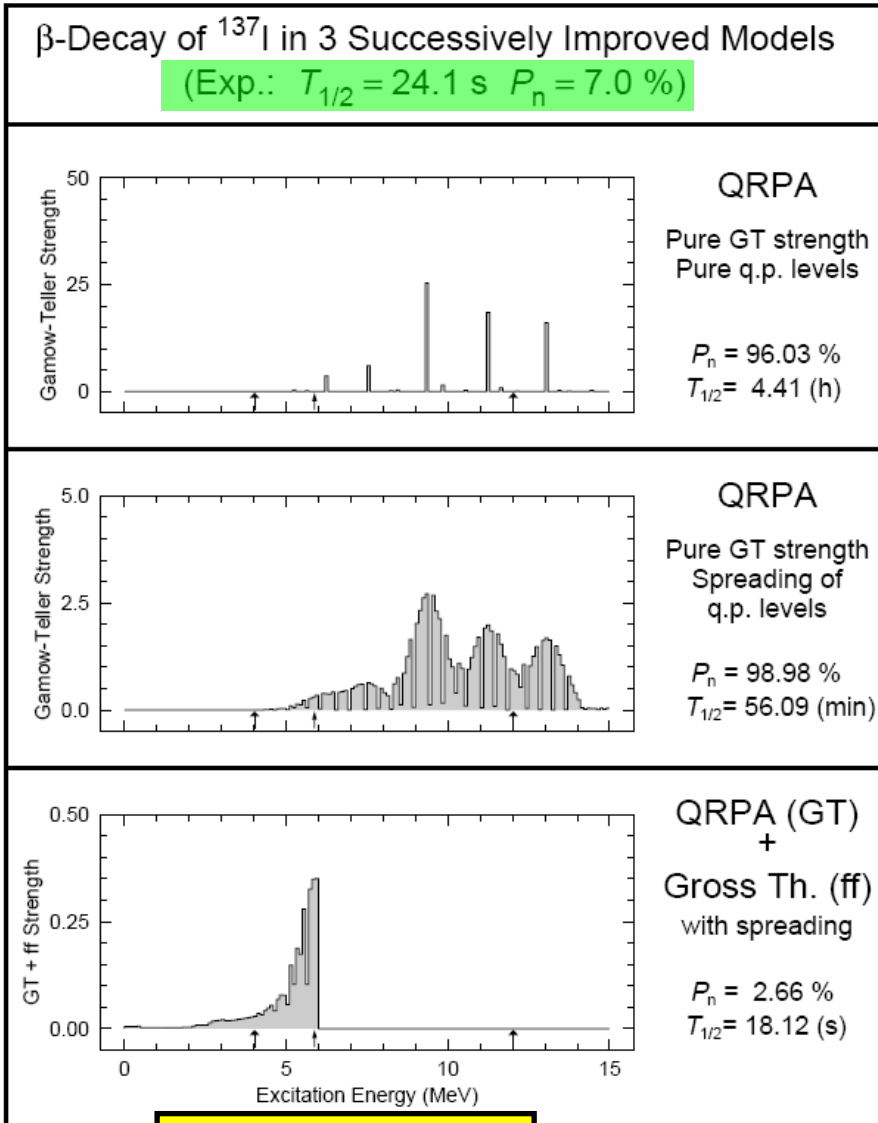 β-Decay of ¹³⁷I in 3 Successively Improved Models
(Exp.: T₁/₂ = 24.1 s Pₙ = 7.0 %)
50
25
0
Gamow-Teller Strength
QRPA
Pure GT strength
Pure q.p. levels
Pₙ = 96.03 %
T₁/₂= 4.41 (h)
5.0
2.5
0.0
Gamow-Teller Strength
QRPA
Pure GT strength
Spreading of
q.p. levels
Pₙ = 98.98 %
T₁/₂= 56.09 (min)
0.50
0.25
0.00
GT + ff Strength
0 5 10 15
Excitation Energy (MeV)
QRPA (GT)
+
Gross Th. (ff)
with spreading
Pₙ = 2.66 %
T₁/₂= 18.12 (s)